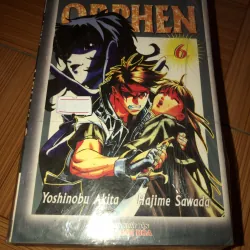 ORPHEN
6
Yoshinobu Akita
Hajime Sawada